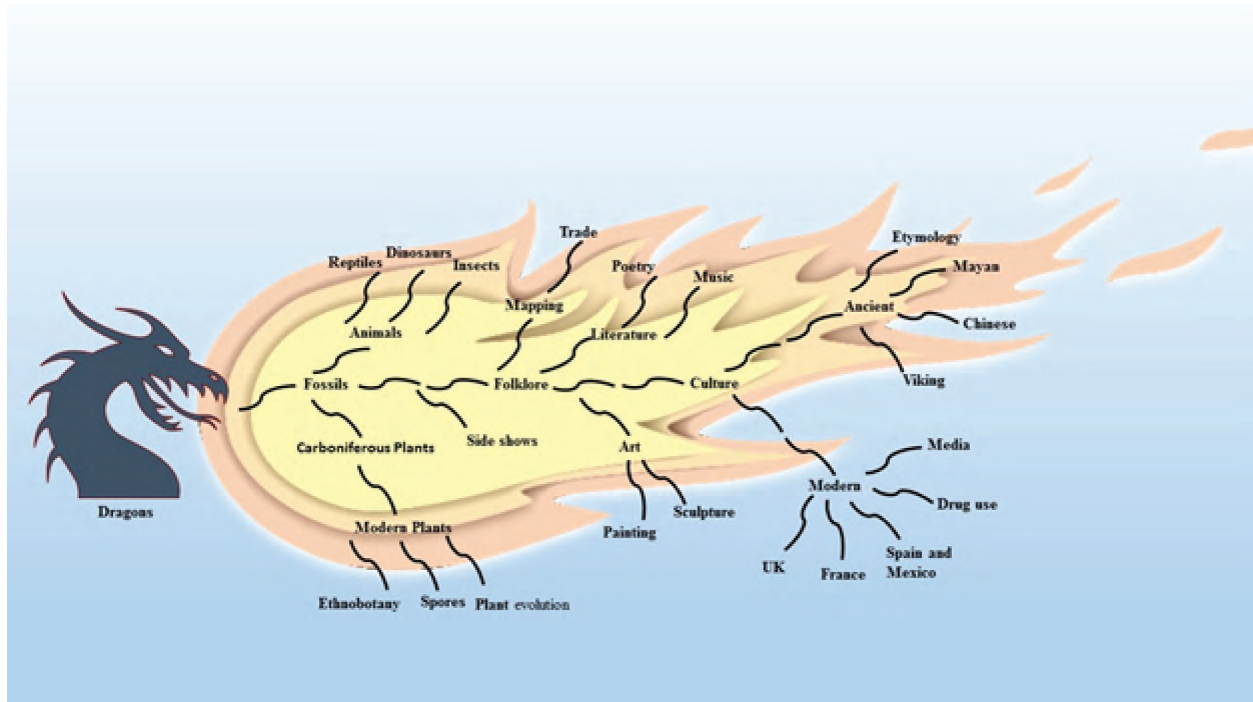 Trade
Etymology
Reptiles
Dinosaurs
Insects
Poetry
Music
Mayan
Mapping
Ancient
Animals
Literature
Chinese
Fossils
Folklore
Culture
Viking
Carboniferous Plants
Side shows
Art
Media
Modern
Dragons
Modern Plants
Painting
Sculpture
Drug use
UK
France
Spain and
Mexico
Ethnobotany
Spores
Plant evolution